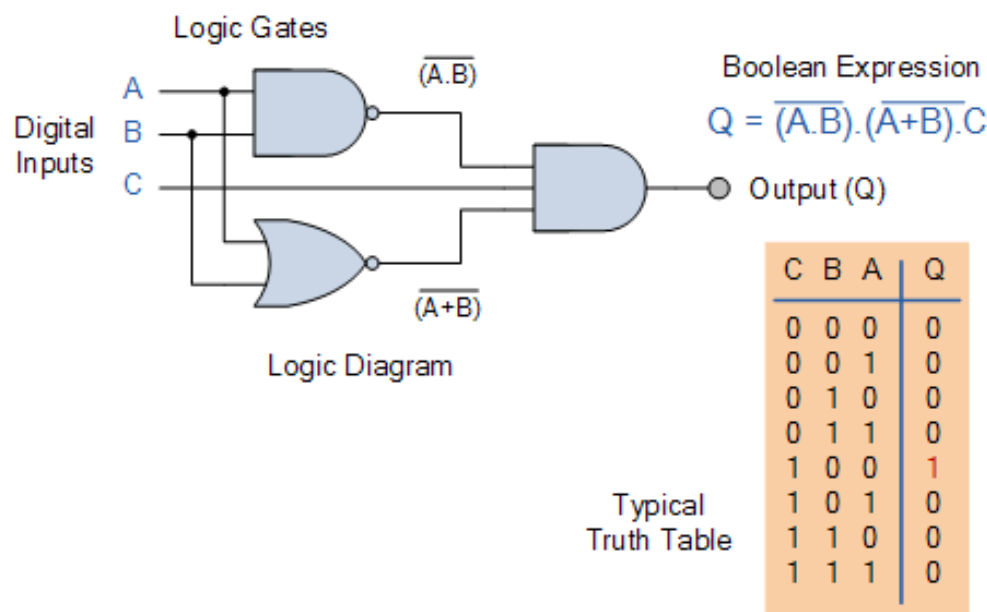 Logic Gates
A
B
C
Digital
Inputs
(A̅.̅B̅)
(A̅+̅B̅)
Logic Diagram
Boolean Expression
Q = (A̅.̅B̅).(A̅+̅B̅).C
Output (Q)
C B A Q
0 0 0 0
0 0 1 0
0 1 0 0
0 1 1 0
1 0 0 1
1 0 1 0
1 1 0 0
1 1 1 0
Typical
Truth Table